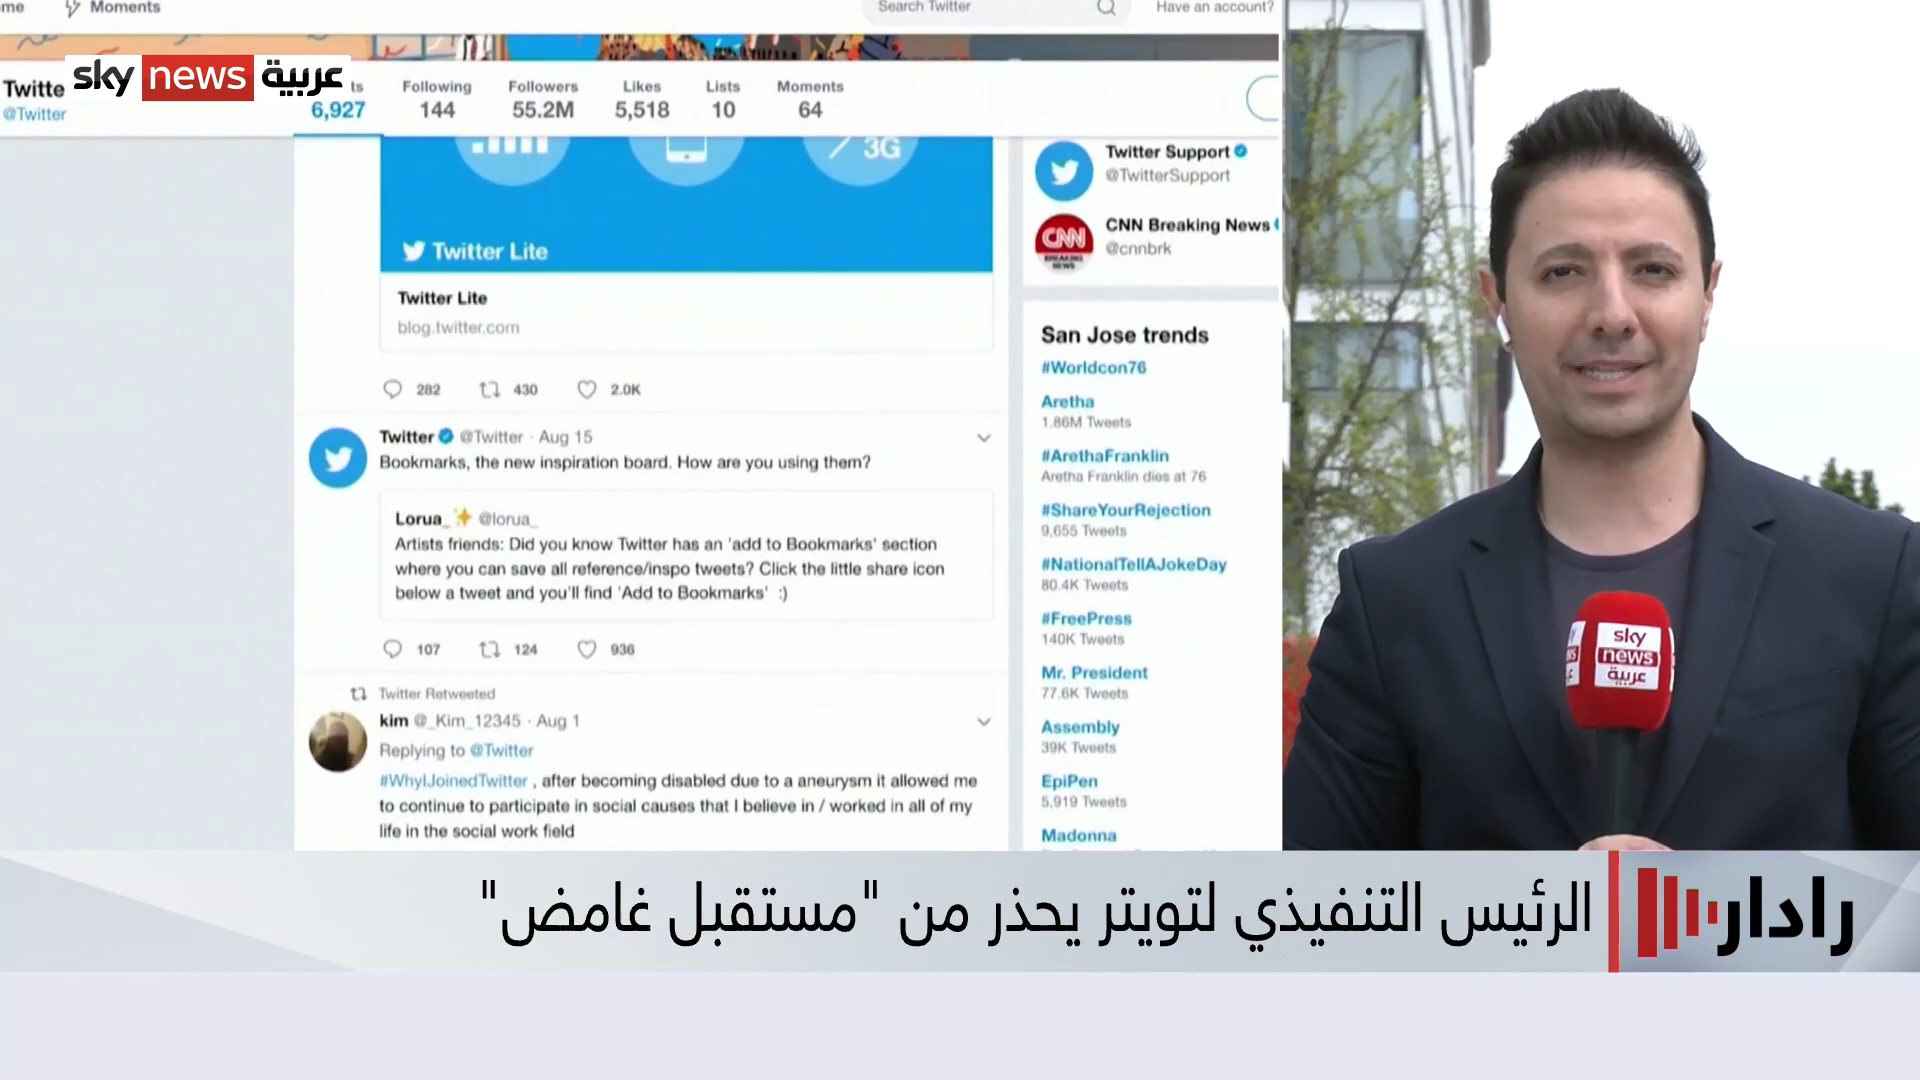 Moments
Search Twitter
Have an account?
sky news عربية
@Twitter
6,927
Following
144
Followers
55.2M
Likes
5,518
Lists
10
Moments
64
3G
Twitter Lite
Twitter Lite
blog.twitter.com
282 430 2.0K
Twitter @Twitter · Aug 15
Bookmarks, the new inspiration board. How are you using them?
Lorua_✨ @lorua_
Artists friends: Did you know Twitter has an 'add to Bookmarks' section
where you can save all reference/inspo tweets? Click the little share icon
below a tweet and you'll find 'Add to Bookmarks' :)
107 124 936
Twitter Retweeted
kim @_Kim_12345 · Aug 1
Replying to @Twitter
#WhyIJoinedTwitter , after becoming disabled due to a aneurysm it allowed me
to continue to participate in social causes that I believe in / worked in all of my
life in the social work field
Twitter Support
@TwitterSupport
CNN
BREAKING
NEWS
CNN Breaking News
@cnnbrk
San Jose trends
#Worldcon76
Aretha
1.86M Tweets
#ArethaFranklin
Aretha Franklin dies at 76
#ShareYourRejection
9,655 Tweets
#NationalTellAJokeDay
80.4K Tweets
#FreePress
140K Tweets
Mr. President
77.6K Tweets
Assembly
39K Tweets
EpiPen
5,919 Tweets
Madonna
sky
news
عربية
رادار
الرئيس التنفيذي لتويتر يحذر من "مستقبل غامض"